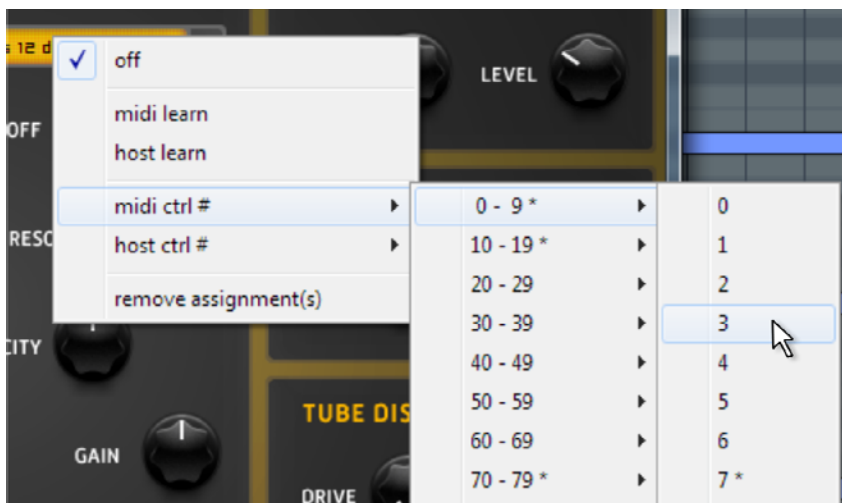 s 12 d
OFF
RESO
CITY
GAIN
LEVEL
TUBE DIS
DRIVE
off
midi learn
host learn
midi ctrl #
host ctrl #
remove assignment(s)
0 - 9 *
10 - 19 *
20 - 29
30 - 39
40 - 49
50 - 59
60 - 69
70 - 79 *
0
1
2
3
4
5
6
7 *